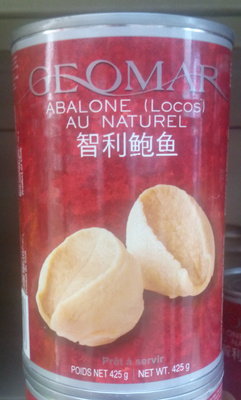 GEOMAR
ABALONE (LOCOS)
AU NATUREL
智利鲍鱼
Prêt à servir
POIDS NET 425 g NET WT. 425 g